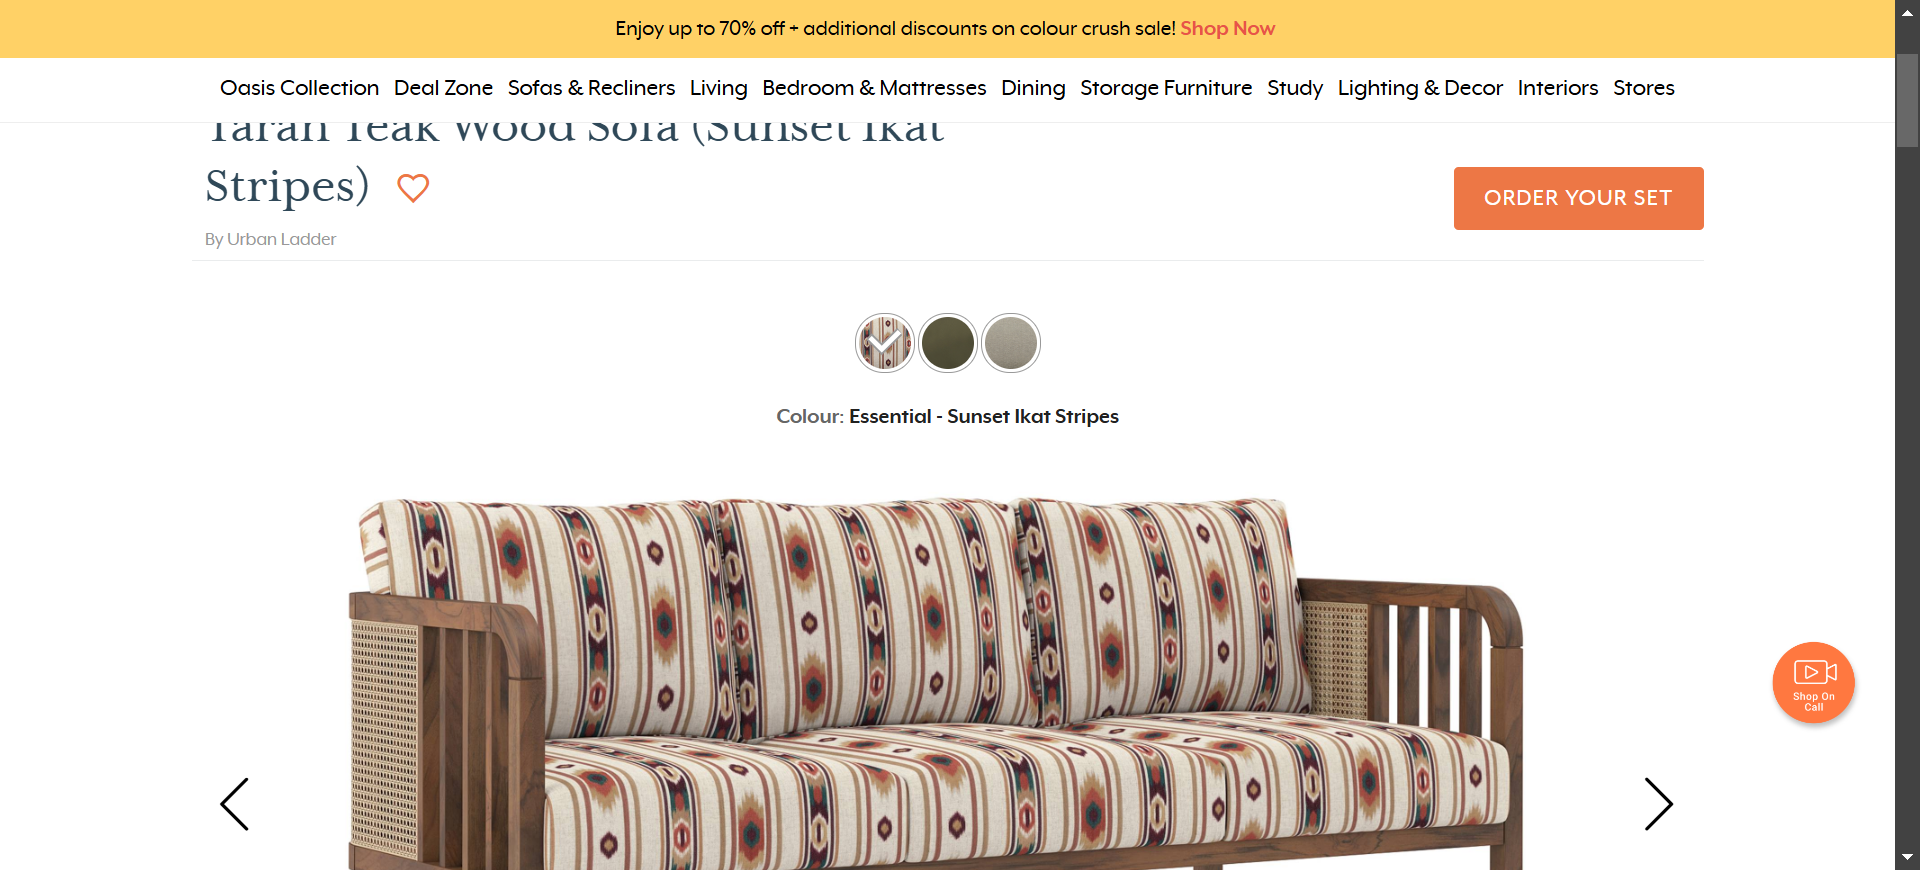 Enjoy up to 70% off + additional discounts on colour crush sale! Shop Now
Oasis Collection Deal Zone Sofas & Recliners Living Bedroom & Mattresses Dining Storage Furniture Study Lighting & Decor Interiors Stores
Taran Teak Wood Sofa (Sunset Ikat
Stripes)
ORDER YOUR SET
By Urban Ladder
Colour: Essential - Sunset Ikat Stripes
Shop On
Call